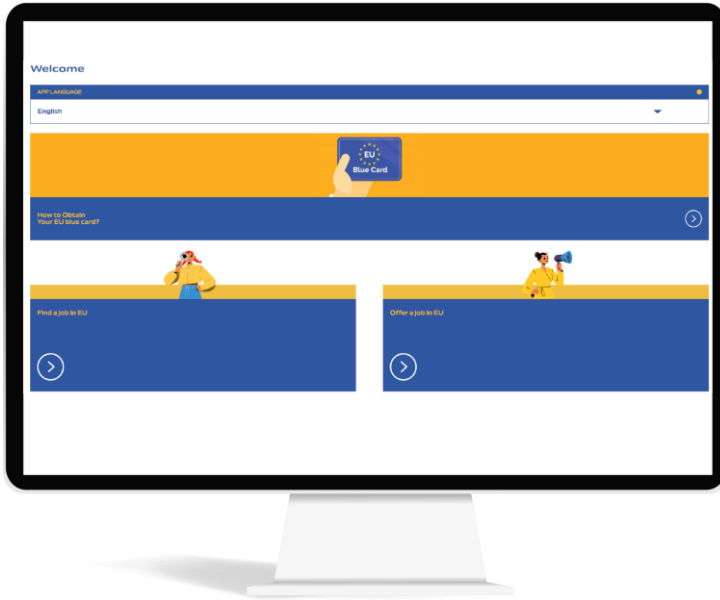 Welcome
APP LANGUAGE
English
EU
Blue Card
How to Obtain
Your EU blue card?
Find a job in EU
Offer a job in EU